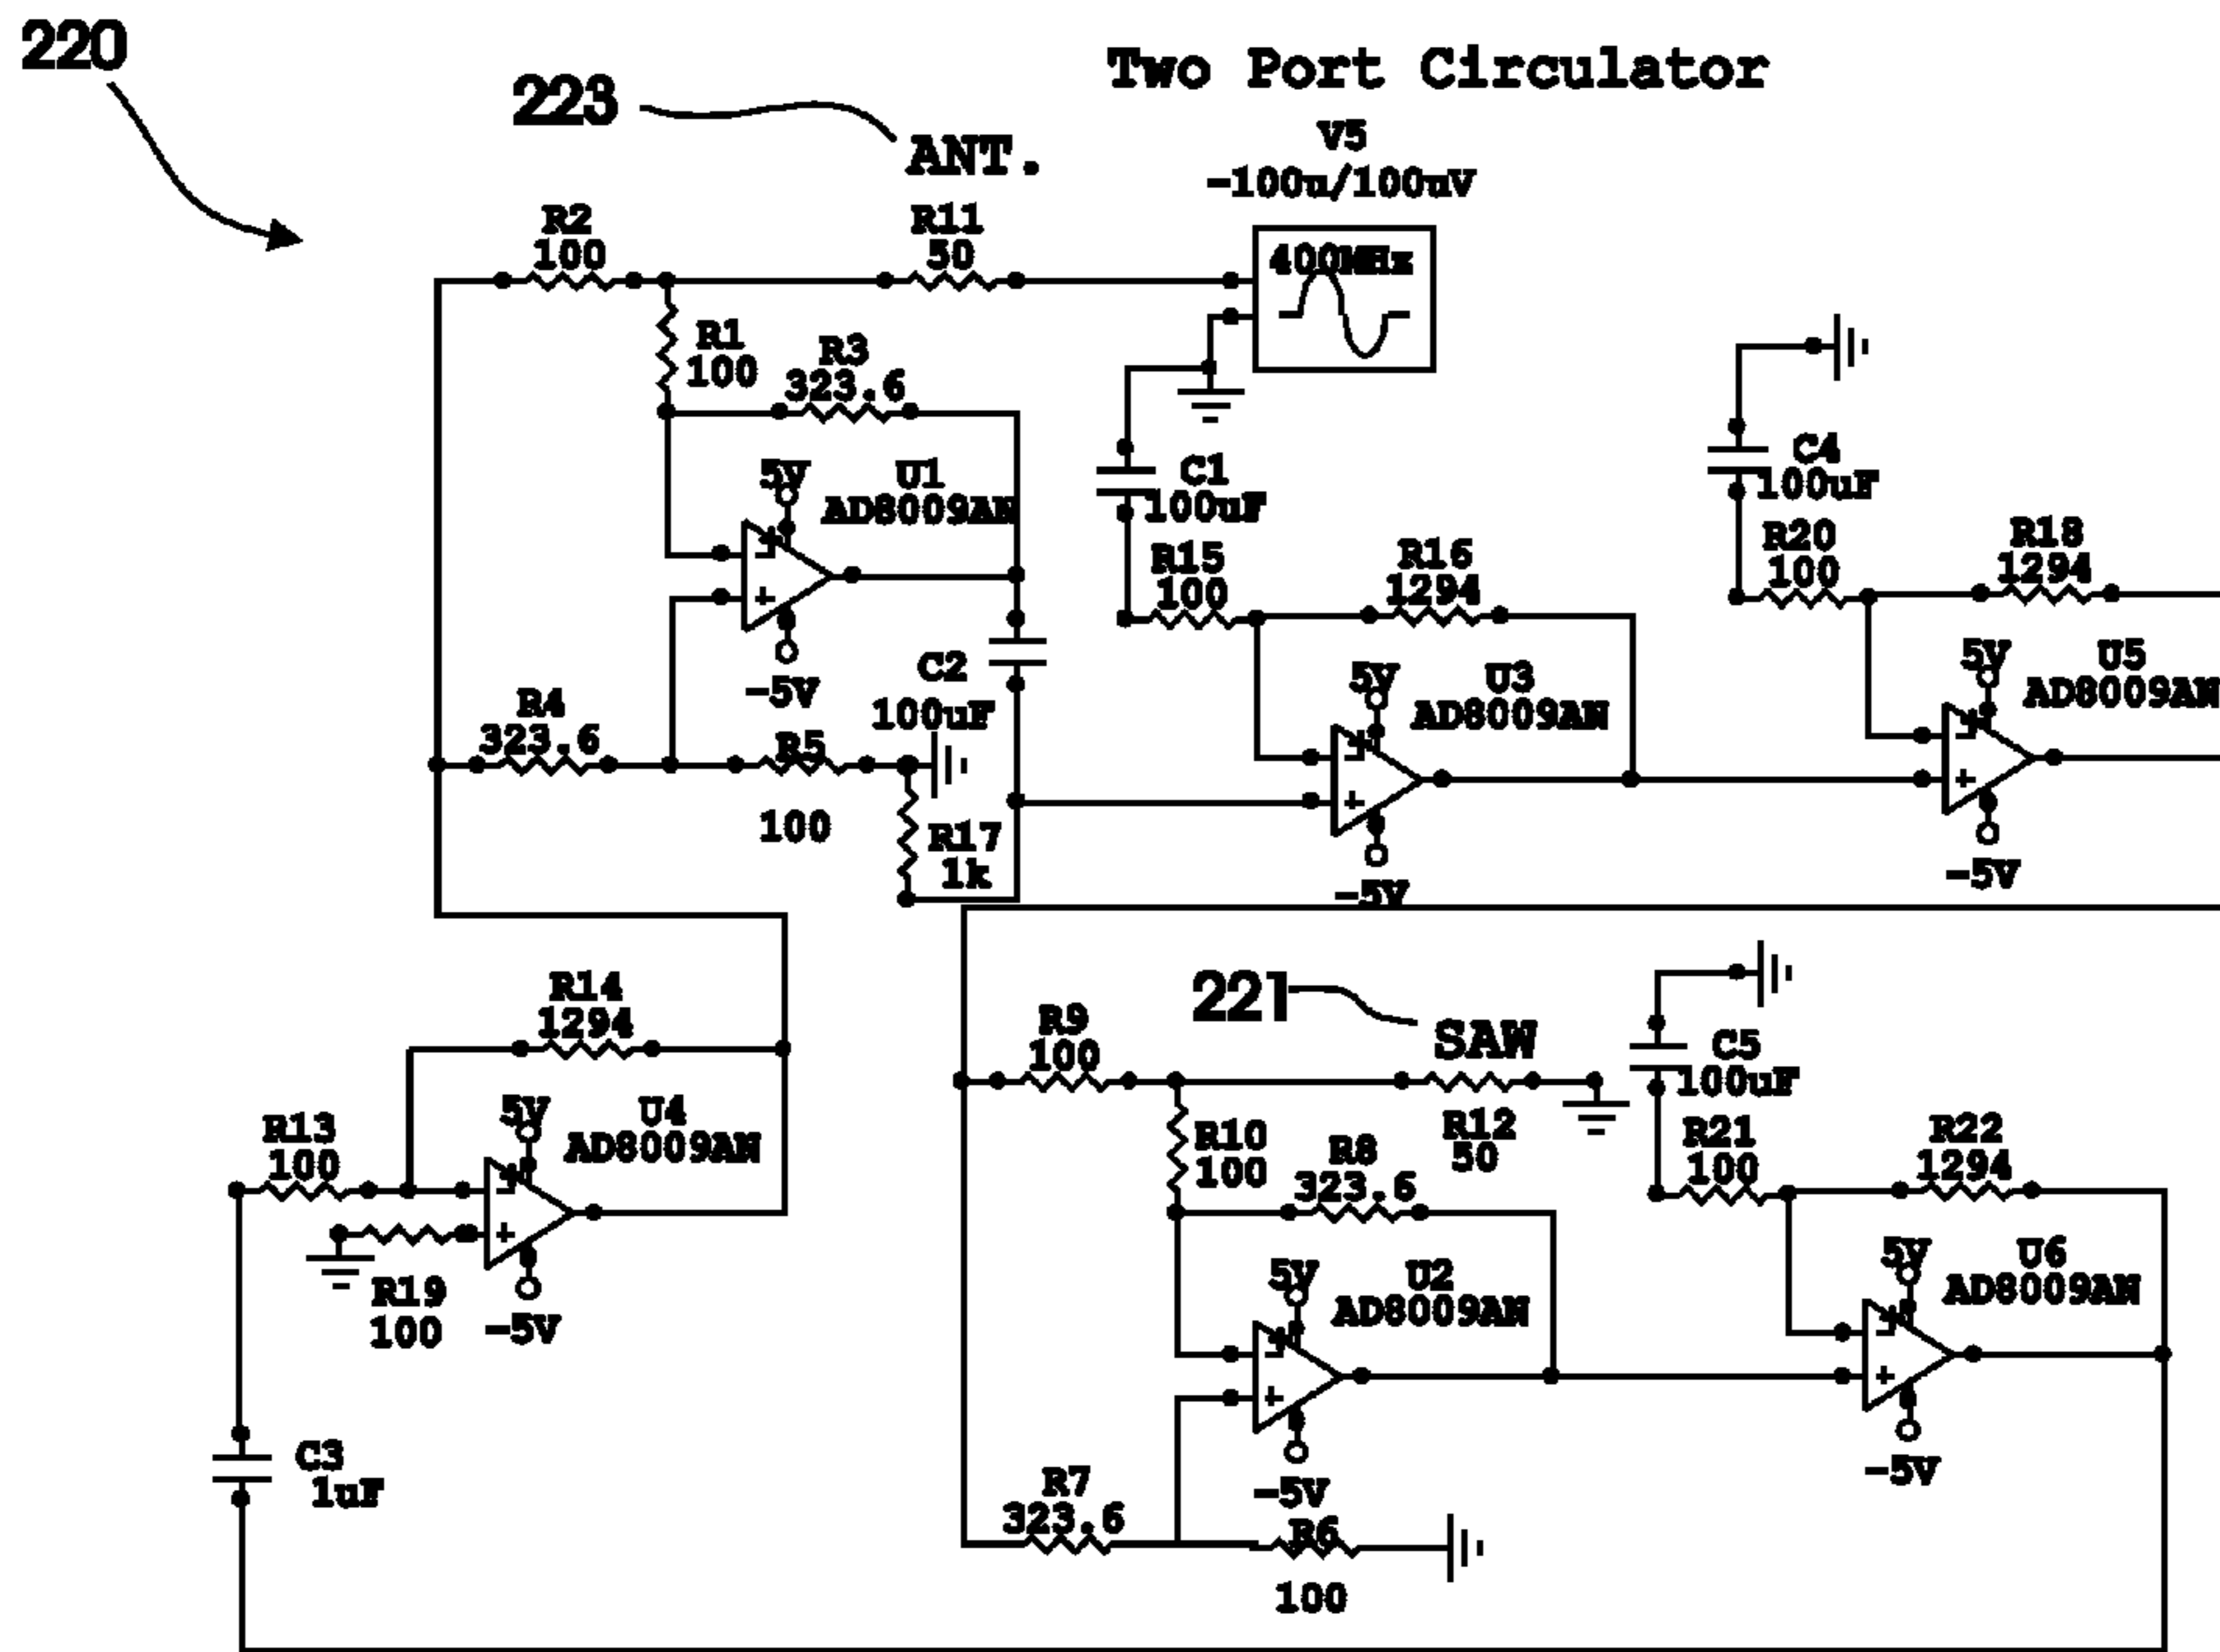 220
223
Two Port Circulator
ANT.
V5
-100u/100uV
R2
100
R11
50
400MHz
R1
100
R3
323.6
5V
U1
AD8009AN
+
-5V
C1
100uF
C4
100uF
R15
100
R16
1294
R20
100
R18
1294
C2
100uF
5V
U3
AD8009AN
+
-5V
5V
U5
AD8009AN
+
-5V
R4
323.6
R5
100
R17
1k
R14
1294
221
SAW
R9
100
C5
100uF
R13
100
5V
U4
AD8009AN
+
-5V
R19
100
R10
100
R8
323.6
R12
50
R21
100
R22
1294
5V
U2
AD8009AN
+
-5V
5V
U6
AD8009AN
+
-5V
C3
1uF
R7
323.6
R6
100